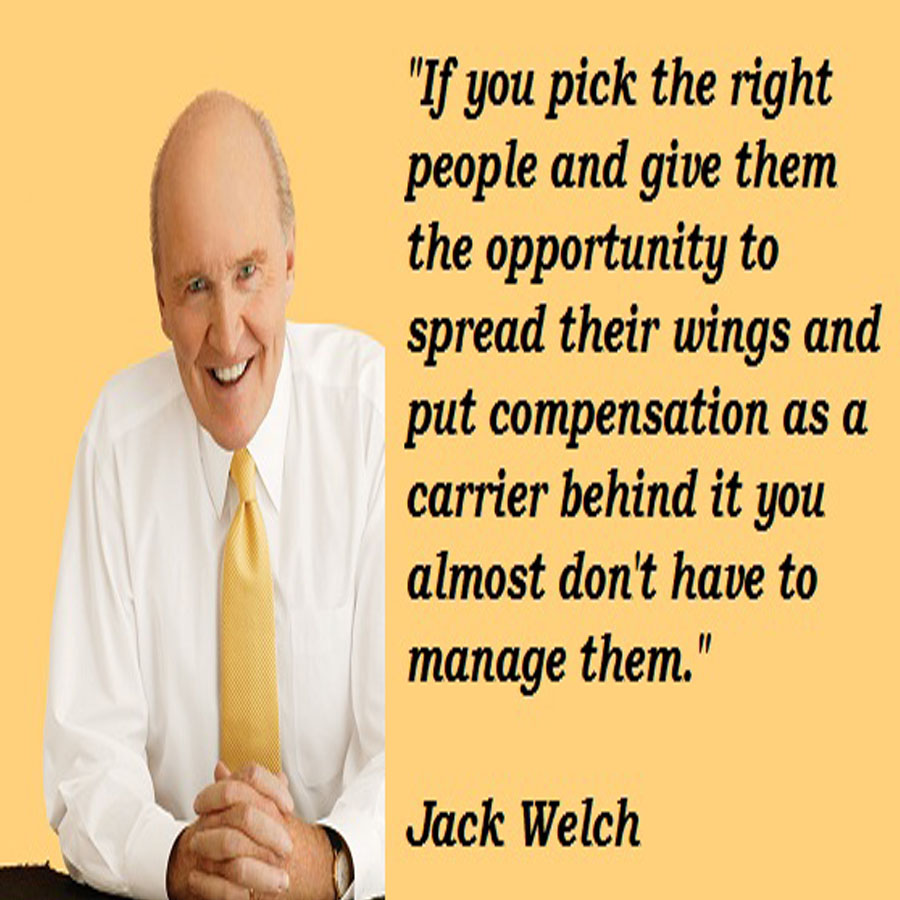 "If you pick the right
people and give them
the opportunity to
spread their wings and
put compensation as a
carrier behind it you
almost don't have to
manage them."
Jack Welch